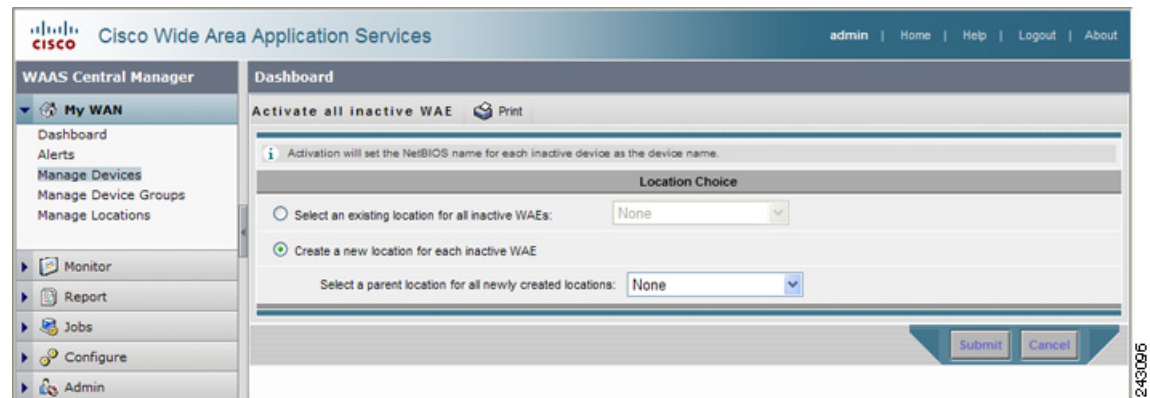 CISCO Cisco Wide Area Application Services admin | Home | Help | Logout | About
WAAS Central Manager
My WAN
Dashboard
Alerts
Manage Devices
Manage Device Groups
Manage Locations
Monitor
Report
Jobs
Configure
Admin
Dashboard
Activate all inactive WAE Print
Activation will set the NetBIOS name for each inactive device as the device name.
Location Choice
Select an existing location for all inactive WAEs: None
Create a new location for each inactive WAE
Select a parent location for all newly created locations: None
Submit Cancel
243096